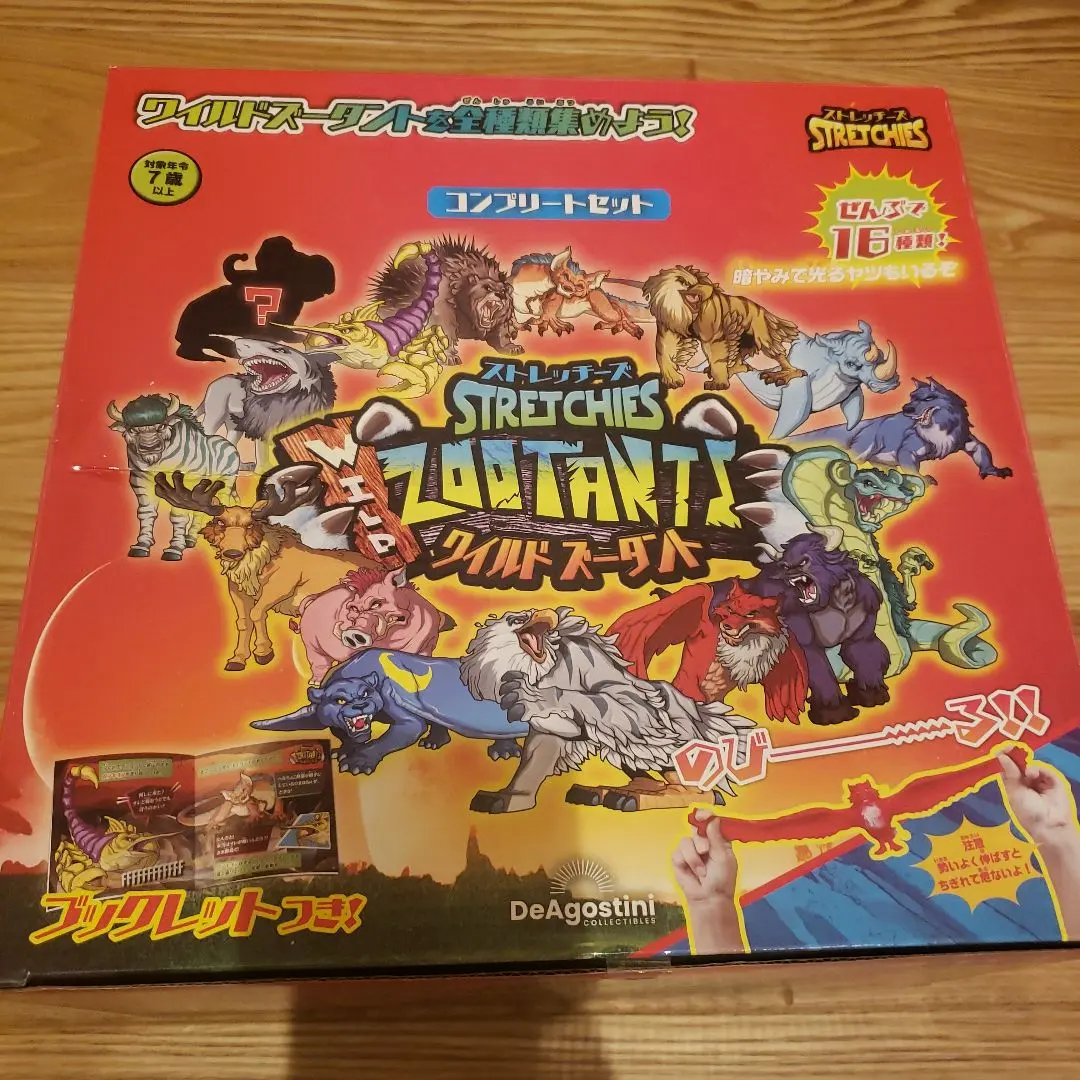 ワイルドズータントを全種類集めよう!
ストレッチーズ
STRETCHIES
対象年令
7歳
以上
コンプリートセット
ぜんぶで
16種類!
暗やみで光るヤツもいるぞ
?
ストレッチーズ
STRETCHIES
WILD
ZOOTANTS
ワイルド ズータント
のび――ろ!!
注意
勢いよく伸ばすと
ちぎれて危ないよ!
ブックレットつき!
DeAgostini
COLLECTIBLES